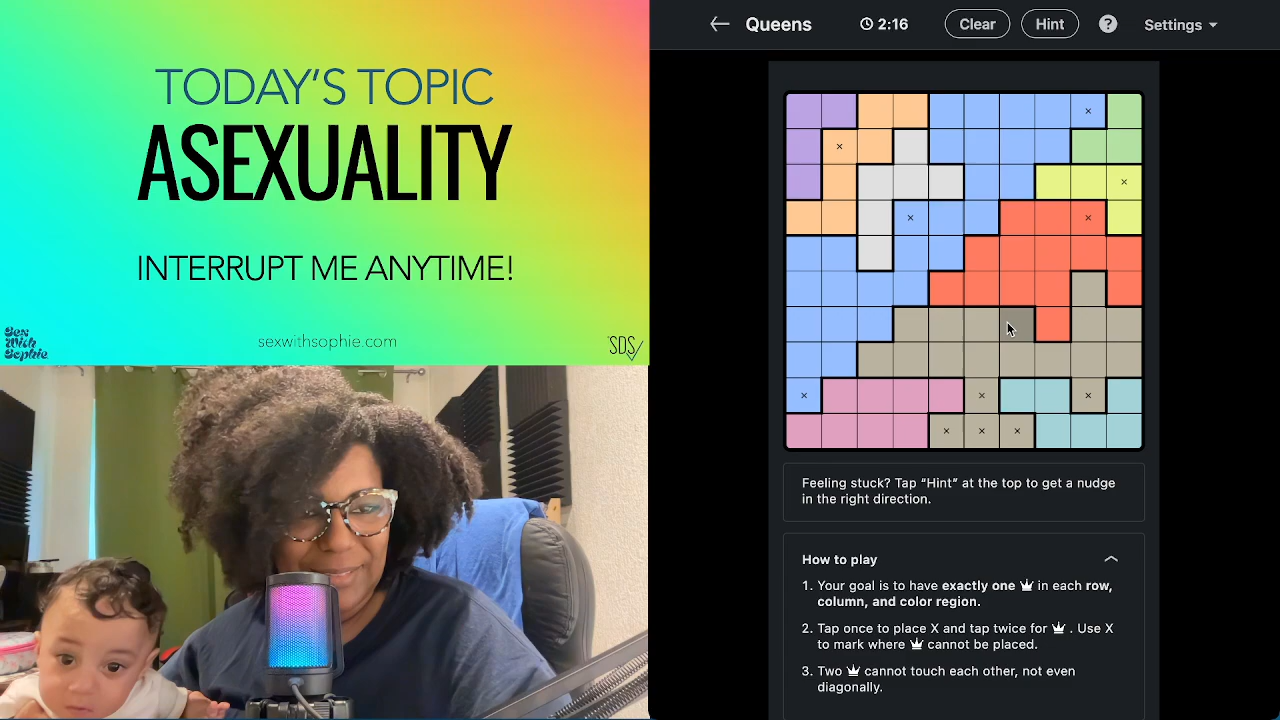 TODAY'S TOPIC
ASEXUALITY
INTERRUPT ME ANYTIME!
Sex
With
Sophie
sexwithsophie.com
SDS
Queens
2:16
Clear
Hint
?
Settings
Feeling stuck? Tap “Hint” at the top to get a nudge
in the right direction.
How to play
1. Your goal is to have exactly one in each row,
column, and color region.
2. Tap once to place X and tap twice for . Use X
to mark where cannot be placed.
3. Two cannot touch each other, not even
diagonally.